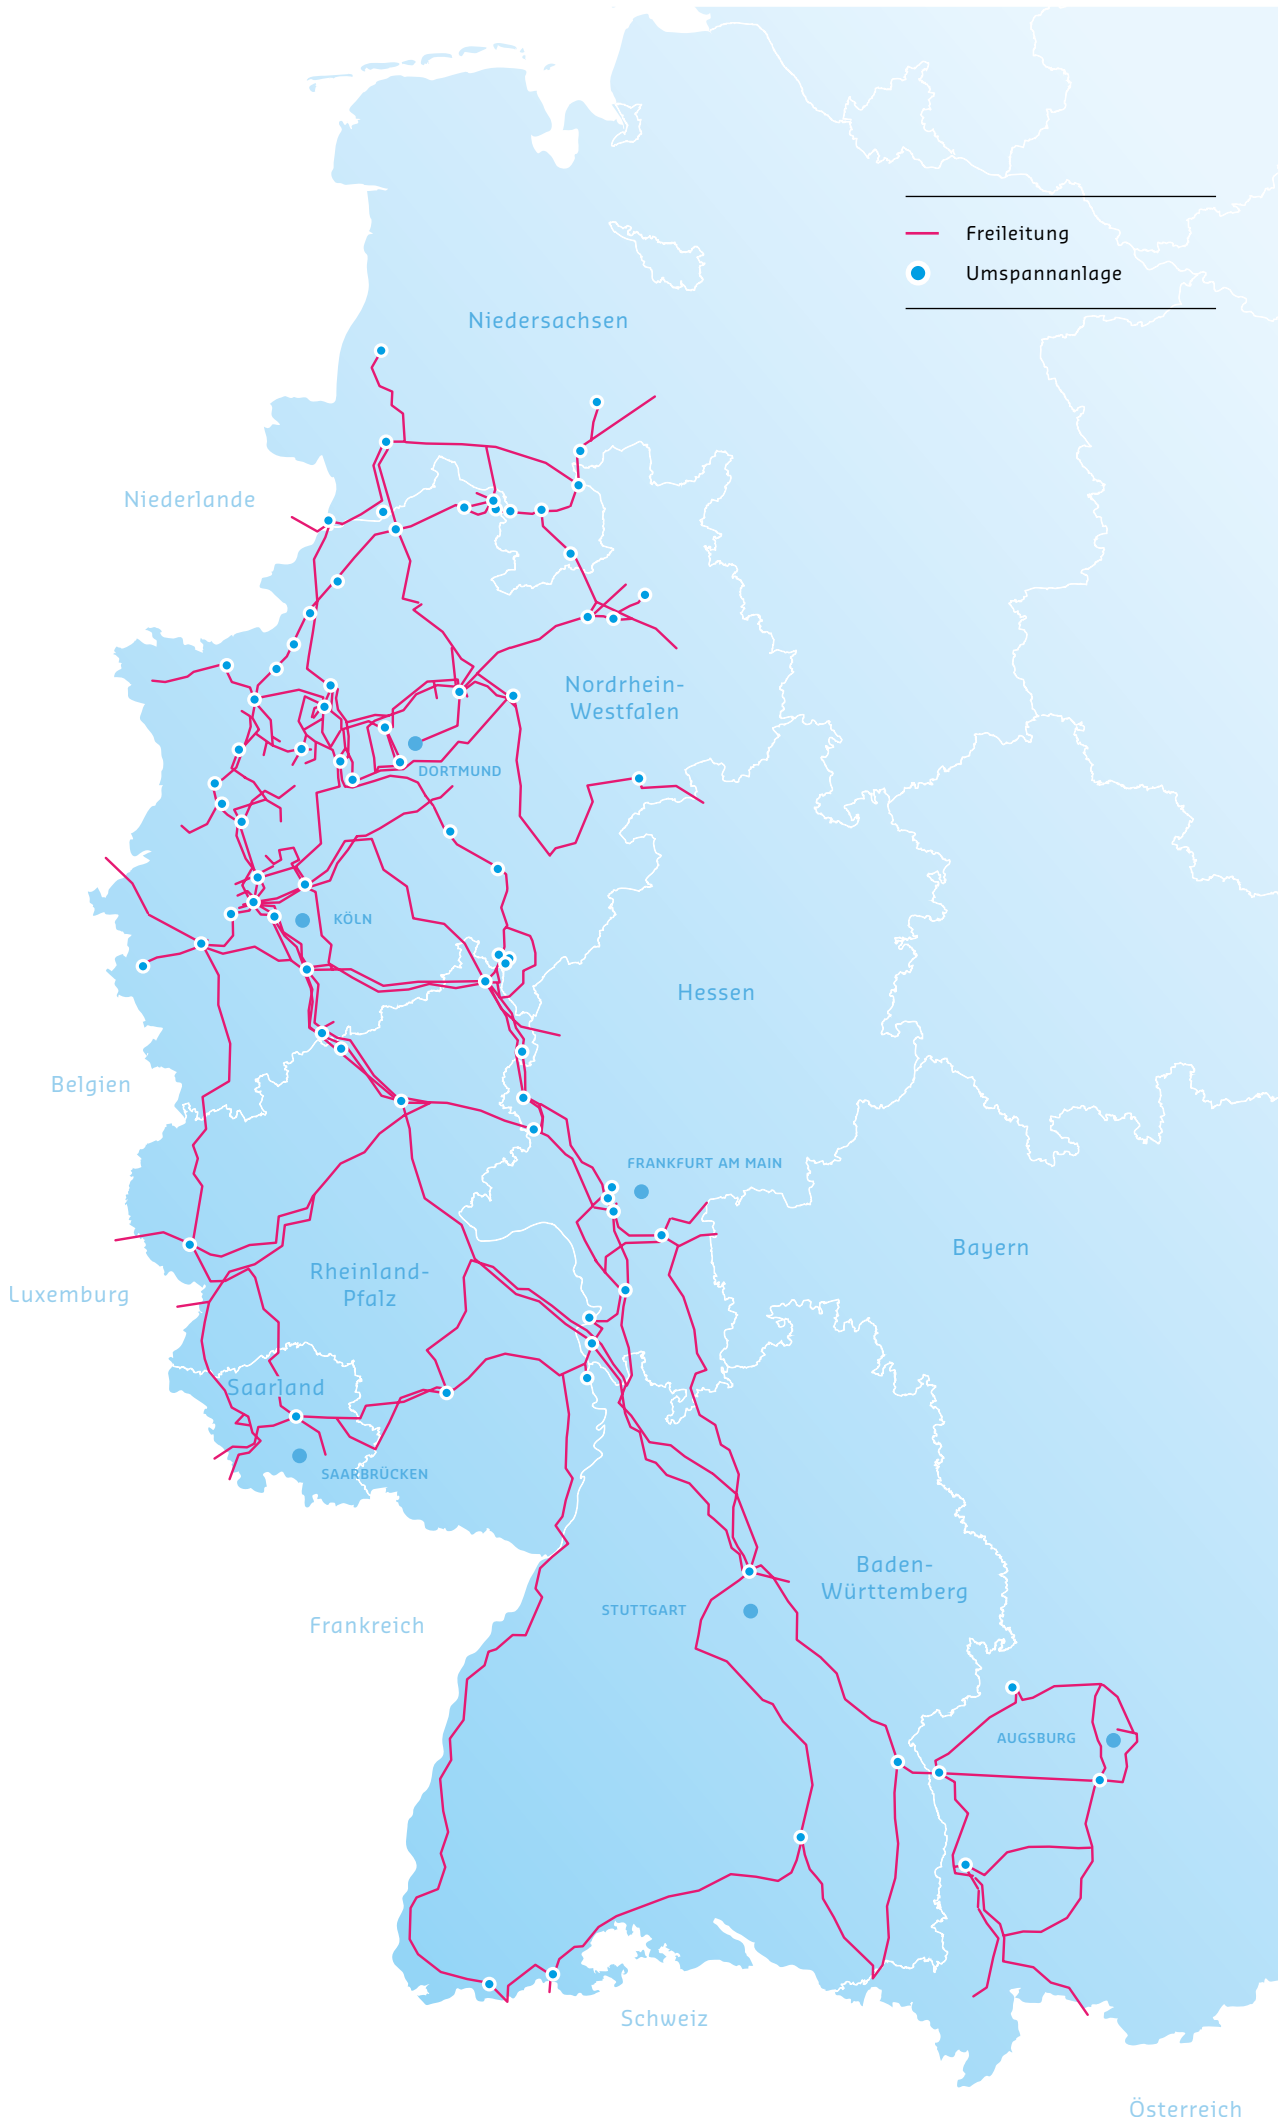 Freileitung
Umspannanlage
Niedersachsen
Niederlande
Nordrhein-
Westfalen
DORTMUND
KÖLN
Hessen
Belgien
FRANKFURT AM MAIN
Bayern
Rheinland-
Pfalz
Luxemburg
Saarland
SAARBRÜCKEN
Baden-
Württemberg
STUTTGART
Frankreich
AUGSBURG
Schweiz
Österreich